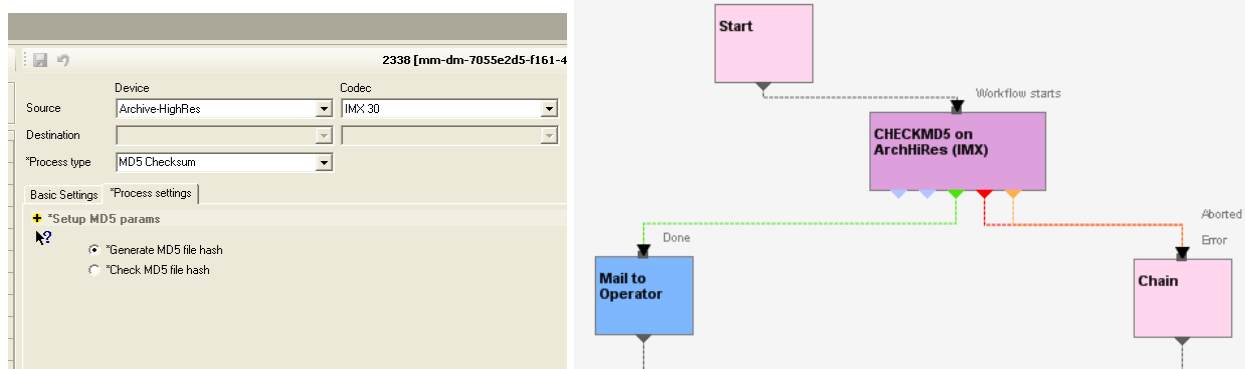 2338 [mm-dm-7055e2d5-f161-4
Device Codec
Source Archive-HighRes IMX 30
Destination
*Process type MD5 Checksum
Basic Settings *Process settings
*Setup MD5 params
*Generate MD5 file hash
*Check MD5 file hash
Start
Workflow starts
CHECKMD5 on
ArchHiRes (IMX)
Aborted
Done
Error
Mail to
Operator
Chain